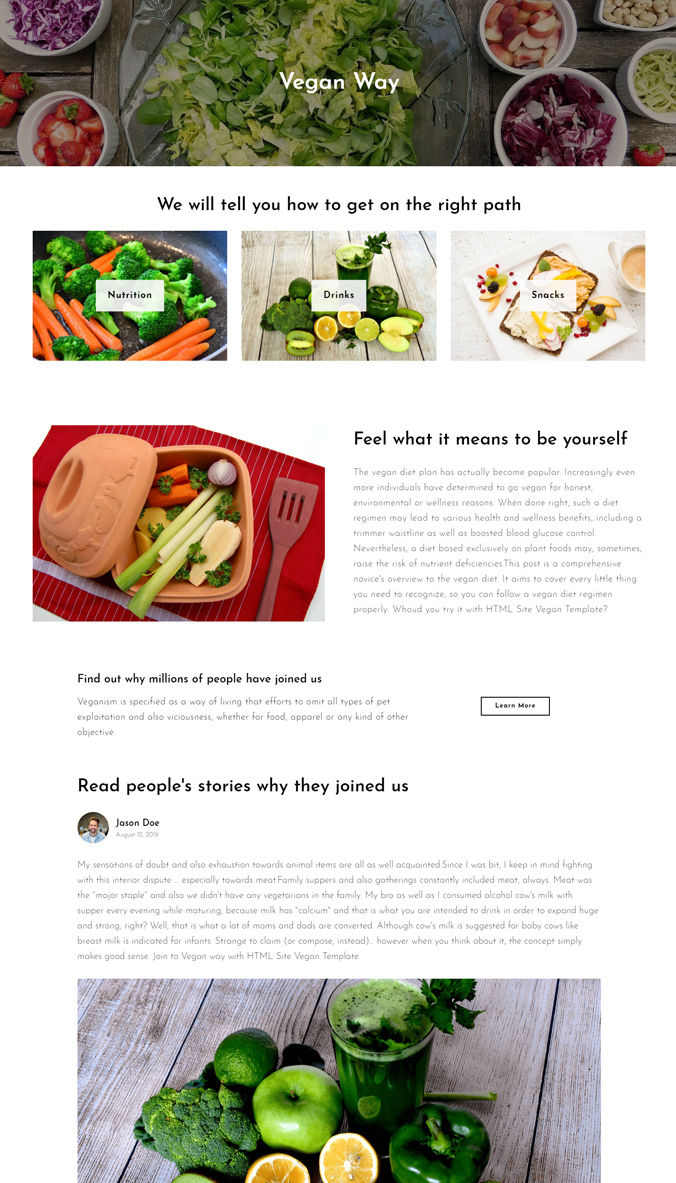 Vegan Way
We will tell you how to get on the right path
Nutrition
Drinks
Snacks
Feel what it means to be yourself
The vegan diet plan has actually become popular. Increasingly even
more individuals have determined to go vegan for honest,
environmental or wellness reasons. When done right, such a diet
regimen may lead to various health and wellness benefits, including a
trimmer waistline as well as boosted blood glucose control.
Nevertheless, a diet based exclusively on plant foods may, sometimes,
raise the risk of nutrient deficiencies.This post is a comprehensive
novice's overview to the vegan diet. It aims to cover every little thing
you need to recognize, so you can follow a vegan diet regimen
properly. Whoud you try it with HTML Site Vegan Template?
Find out why millions of people have joined us
Veganism is specified as a way of living that efforts to omit all types of pet
exploitation and also viciousness, whether for food, apparel or any kind of other
objective.
Learn More
Read people's stories why they joined us
Jason Doe
August 12, 2019
My sensations of doubt and also exhaustion towards animal items are all as well acquainted.Since I was bit, I keep in mind fighting
with this interior dispute.... especially towards meat.Family suppers and also gatherings constantly included meat, always. Meat was
the "major staple" and also we didn't have any vegetarians in the family. My bro as well as I consumed alcohol cow's milk with
supper every evening while maturing, because milk has "calcium" and that is what you are intended to drink in order to expand huge
and strong, right? Well, that is what a lot of moms and dads are converted. Although cow's milk is suggested for baby cows like
breast milk is indicated for infants. Strange to claim (or compose, instead)... however when you think about it, the concept simply
makes good sense. Join to Vegan way with HTML Site Vegan Template.